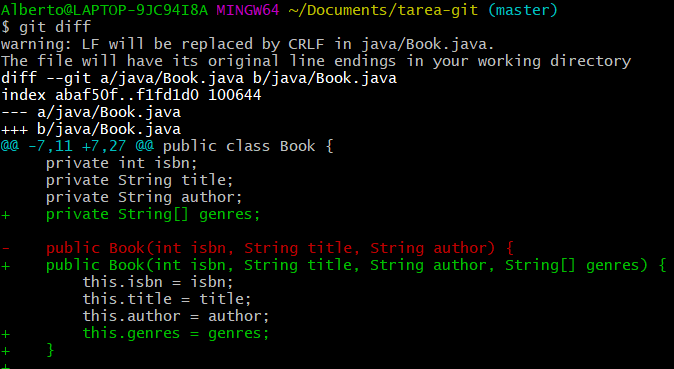 Alberto@LAPTOP-9JC94I8A MINGW64 ~/Documents/tarea-git (master)
$ git diff
warning: LF will be replaced by CRLF in java/Book.java.
The file will have its original line endings in your working directory
diff --git a/java/Book.java b/java/Book.java
index abaf50f..f1fd1d0 100644
--- a/java/Book.java
+++ b/java/Book.java
@@ -7,11 +7,27 @@ public class Book {
     private int isbn;
     private String title;
     private String author;
+    private String[] genres;

-    public Book(int isbn, String title, String author) {
+    public Book(int isbn, String title, String author, String[] genres) {
         this.isbn = isbn;
         this.title = title;
         this.author = author;
+        this.genres = genres;
+    }
+